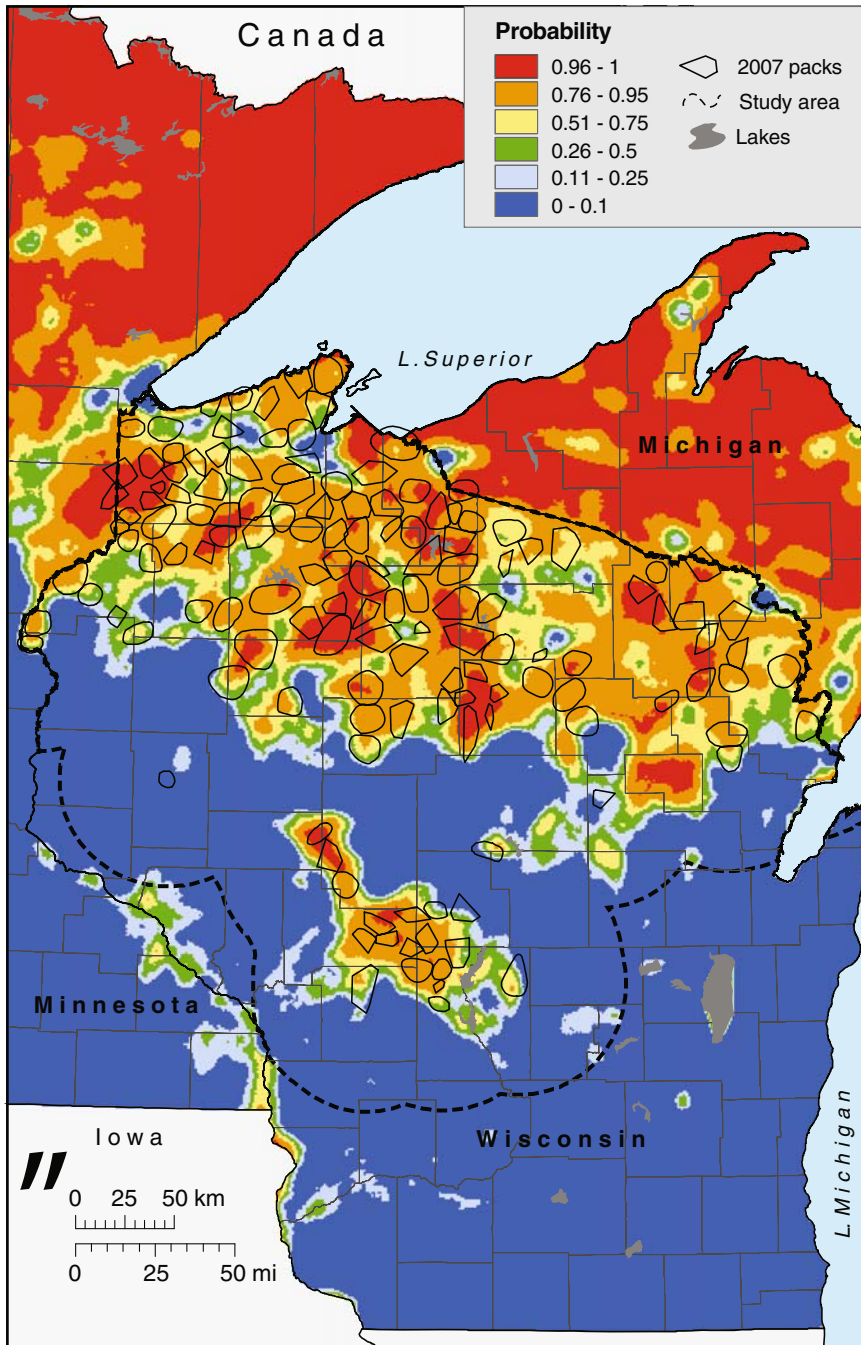 Canada
Probability
0.96 - 1
0.76 - 0.95
0.51 - 0.75
0.26 - 0.5
0.11 - 0.25
0 - 0.1
2007 packs
Study area
Lakes
L. Superior
Michigan
Minnesota
Wisconsin
Iowa
L. Michigan
0 25 50 km
0 25 50 mi